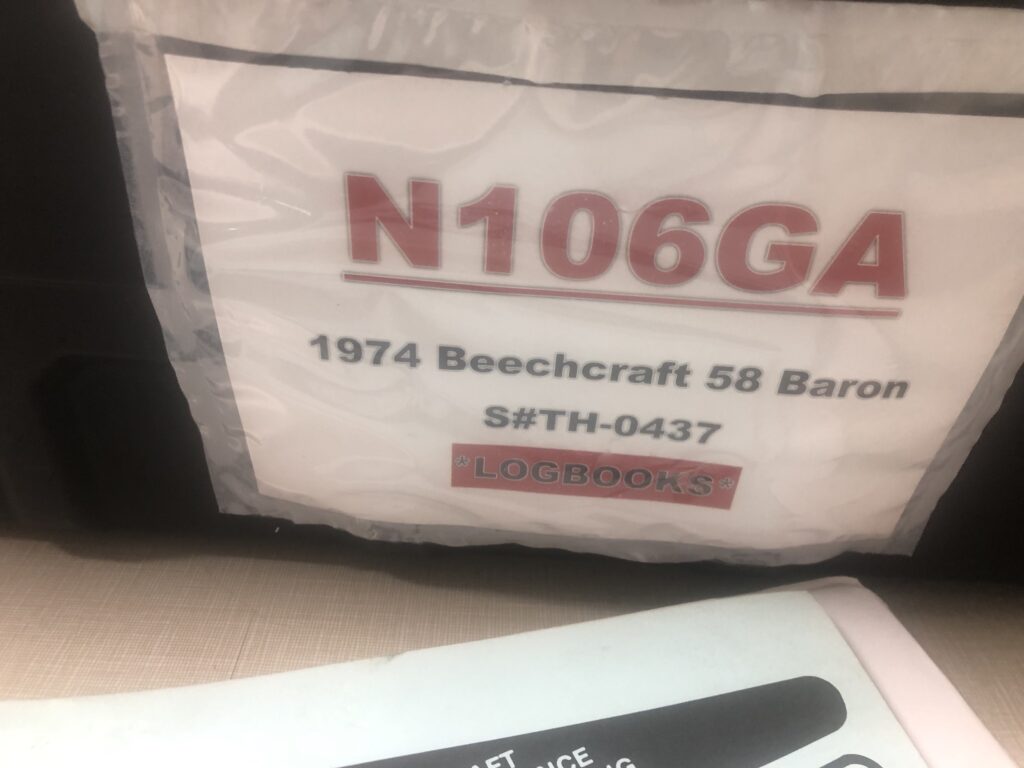 N106GA
1974 Beechcraft 58 Baron
S#TH-0437
*LOGBOOKS*